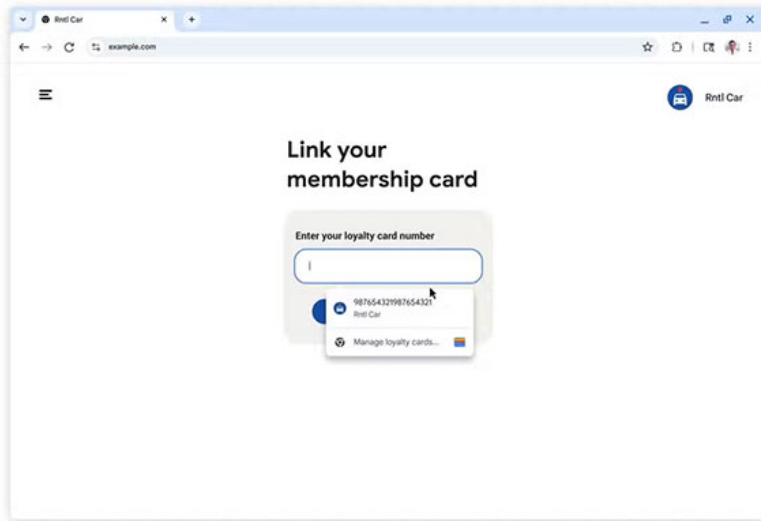 Rntl Car
example.com
Rntl Car
Link your
membership card
Enter your loyalty card number
987654321987654321
Rntl Car
Manage loyalty cards...